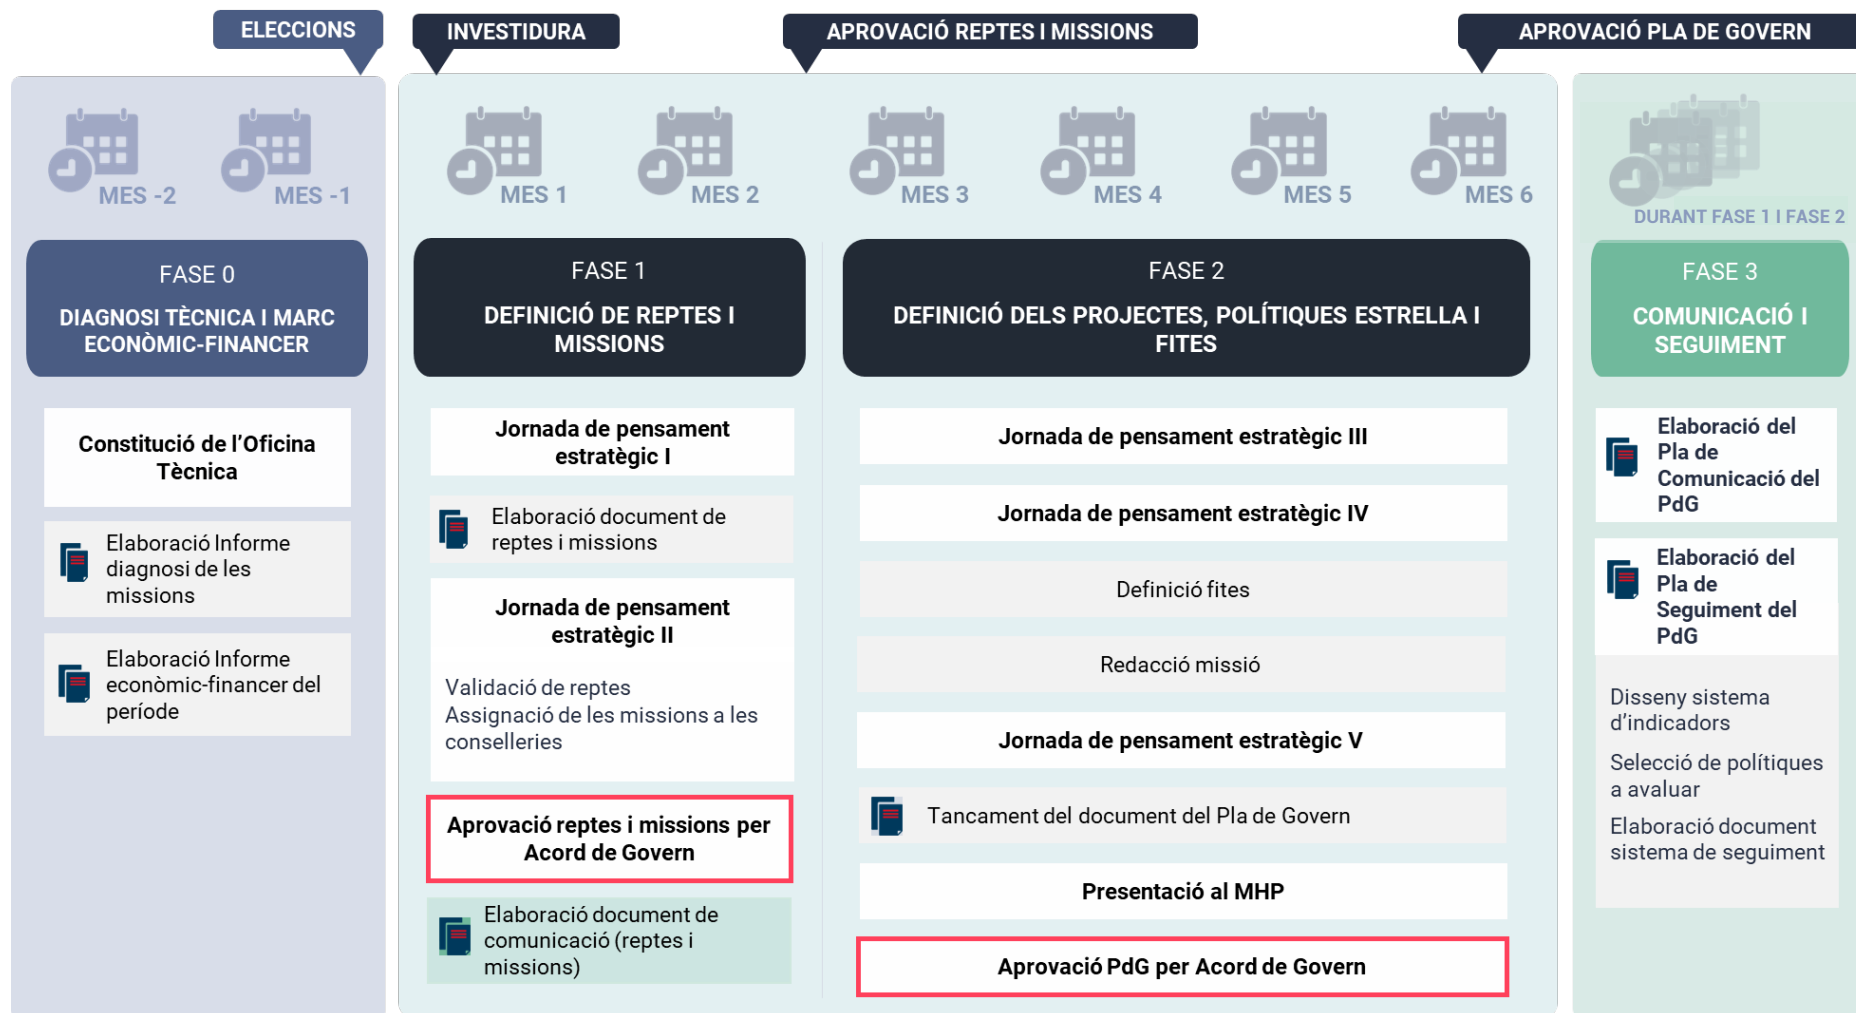 ELECCIONS
INVESTIDURA
APROVACIÓ REPTES I MISSIONS
APROVACIÓ PLA DE GOVERN
MES -2
MES -1
MES 1
MES 2
MES 3
MES 4
MES 5
MES 6
DURANT FASE 1 I FASE 2
FASE 0
DIAGNOSI TÈCNICA I MARC
ECONÒMIC-FINANCER
Constitució de l’Oficina
Tècnica
Elaboració Informe
diagnosi de les
missions
Elaboració Informe
econòmic-financer del
període
FASE 1
DEFINICIÓ DE REPTES I
MISSIONS
Jornada de pensament
estratègic I
Elaboració document de
reptes i missions
Jornada de pensament
estratègic II
Validació de reptes
Assignació de les missions a les
conselleries
Aprovació reptes i missions per
Acord de Govern
Elaboració document de
comunicació (reptes i
missions)
FASE 2
DEFINICIÓ DELS PROJECTES, POLÍTIQUES ESTRELLA I
FITES
Jornada de pensament estratègic III
Jornada de pensament estratègic IV
Definició fites
Redacció missió
Jornada de pensament estratègic V
Tancament del document del Pla de Govern
Presentació al MHP
Aprovació PdG per Acord de Govern
FASE 3
COMUNICACIÓ I
SEGUIMENT
Elaboració del
Pla de
Comunicació del
PdG
Elaboració del
Pla de
Seguiment del
PdG
Disseny sistema
d’indicadors
Selecció de polítiques
a avaluar
Elaboració document
sistema de seguiment